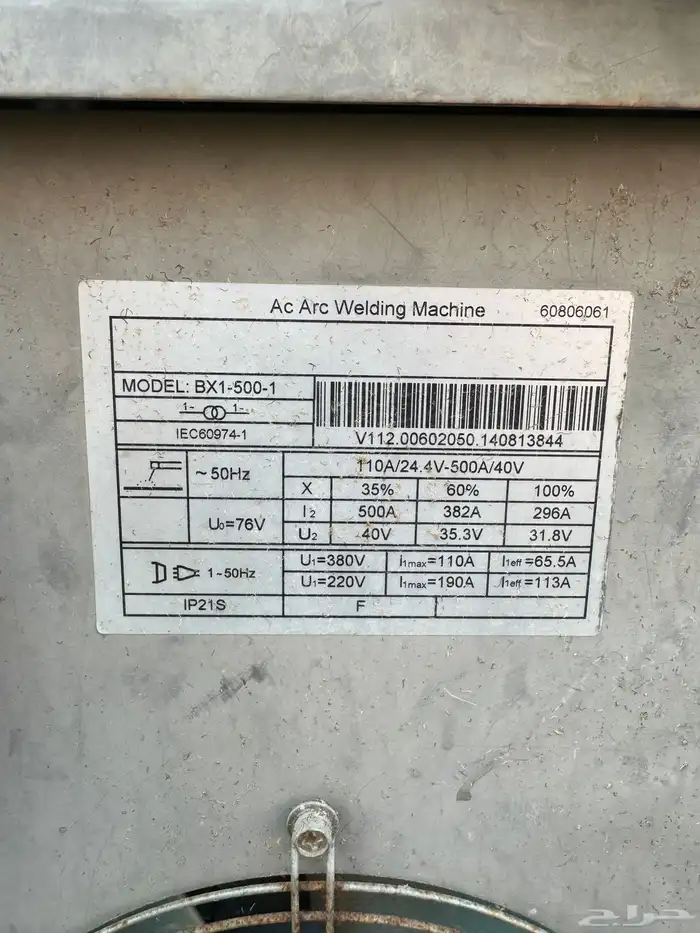 Ac Arc Welding Machine 60806061
MODEL: BX1-500-1
1~ 1~
IEC60974-1
V112.00602050.140813844
110A/24.4V-500A/40V
~50Hz
X 35% 60% 100%
I2 500A 382A 296A
U0=76V
U2 40V 35.3V 31.8V
1~50Hz
U1=380V I1max=110A I1eff=65.5A
U1=220V I1max=190A I1eff=113A
IP21S F
حراج